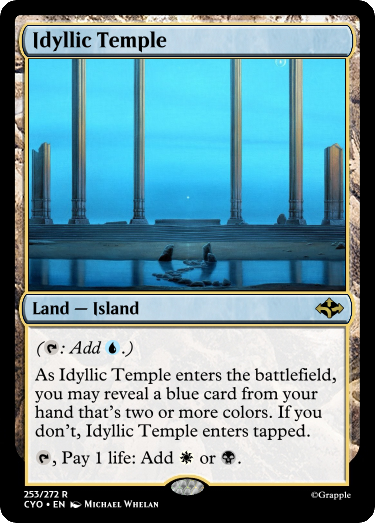 Idyllic Temple
Land — Island
(: Add .)
As Idyllic Temple enters the battlefield,
you may reveal a blue card from your
hand that's two or more colors. If you
don't, Idyllic Temple enters tapped.
, Pay 1 life: Add or .
253/272 R
CYO • EN Michael Whelan
©Grapple